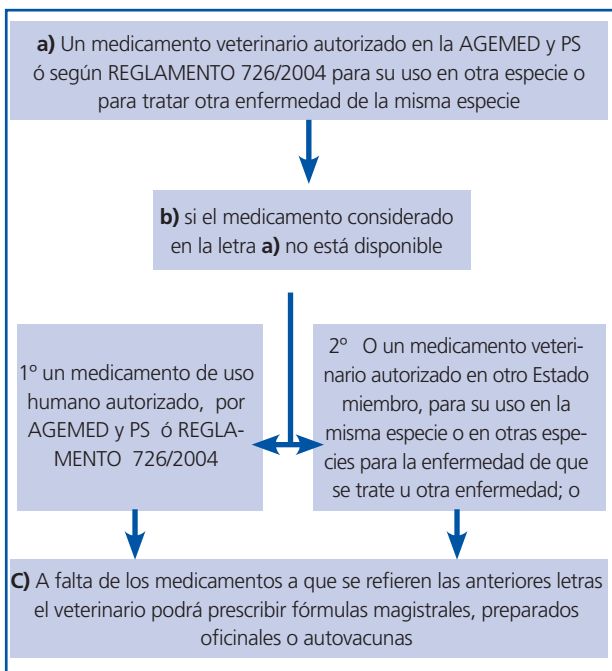 a) Un medicamento veterinario autorizado en la AGEMED y PS
ó según REGLAMENTO 726/2004 para su uso en otra especie o
para tratar otra enfermedad de la misma especie
b) si el medicamento considerado
en la letra a) no está disponible
1º un medicamento de uso
humano autorizado, por
AGEMED y PS ó REGLA-
MENTO 726/2004
2º O un medicamento veteri-
nario autorizado en otro Estado
miembro, para su uso en la
misma especie o en otras espe-
cies para la enfermedad de que
se trate u otra enfermedad; o
C) A falta de los medicamentos a que se refieren las anteriores letras
el veterinario podrá prescribir fórmulas magistrales, preparados
oficinales o autovacunas